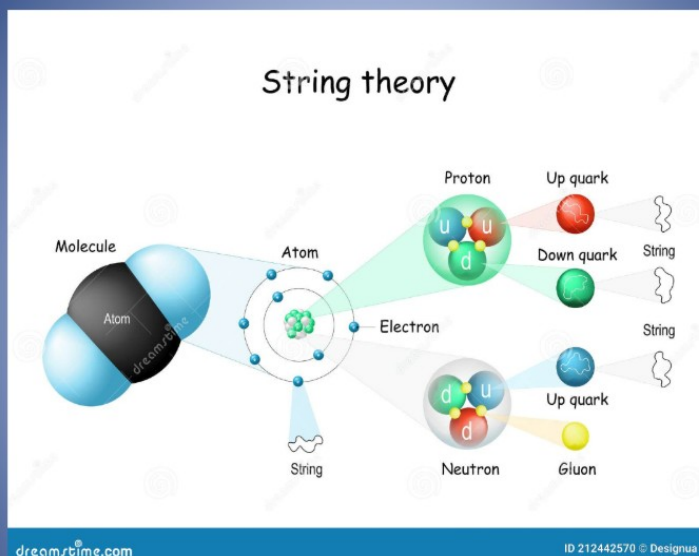 String theory
Proton
Up quark
u u
d
Molecule
Atom
Down quark
String
Atom
Electron
String
d u
d
Up quark
String
Neutron
Gluon
dreamstime
dreamstime.com
ID 212442570 © Designua